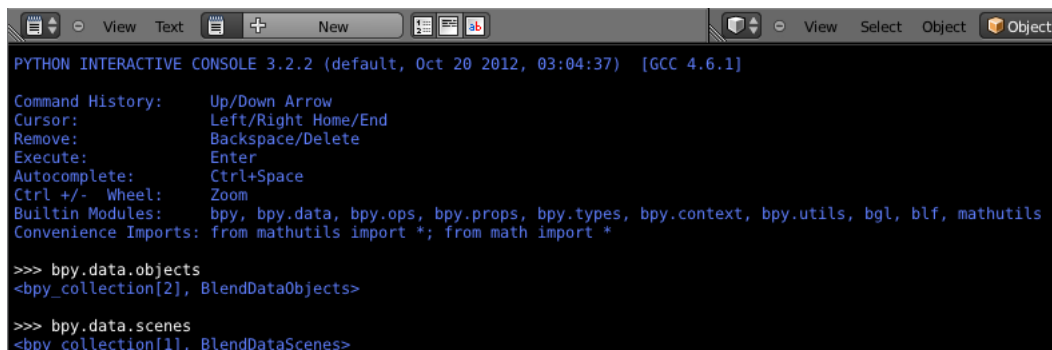 View Text New View Select Object Object
PYTHON INTERACTIVE CONSOLE 3.2.2 (default, Oct 20 2012, 03:04:37)  [GCC 4.6.1]
Command History:     Up/Down Arrow
Cursor:              Left/Right Home/End
Remove:              Backspace/Delete
Execute:             Enter
Autocomplete:        Ctrl+Space
Ctrl +/-  Wheel:     Zoom
Builtin Modules:     bpy, bpy.data, bpy.ops, bpy.props, bpy.types, bpy.context, bpy.utils, bgl, blf, mathutils
Convenience Imports: from mathutils import *; from math import *
>>> bpy.data.objects
<bpy_collection[2], BlendDataObjects>
>>> bpy.data.scenes
<bpy_collection[1], BlendDataScenes>